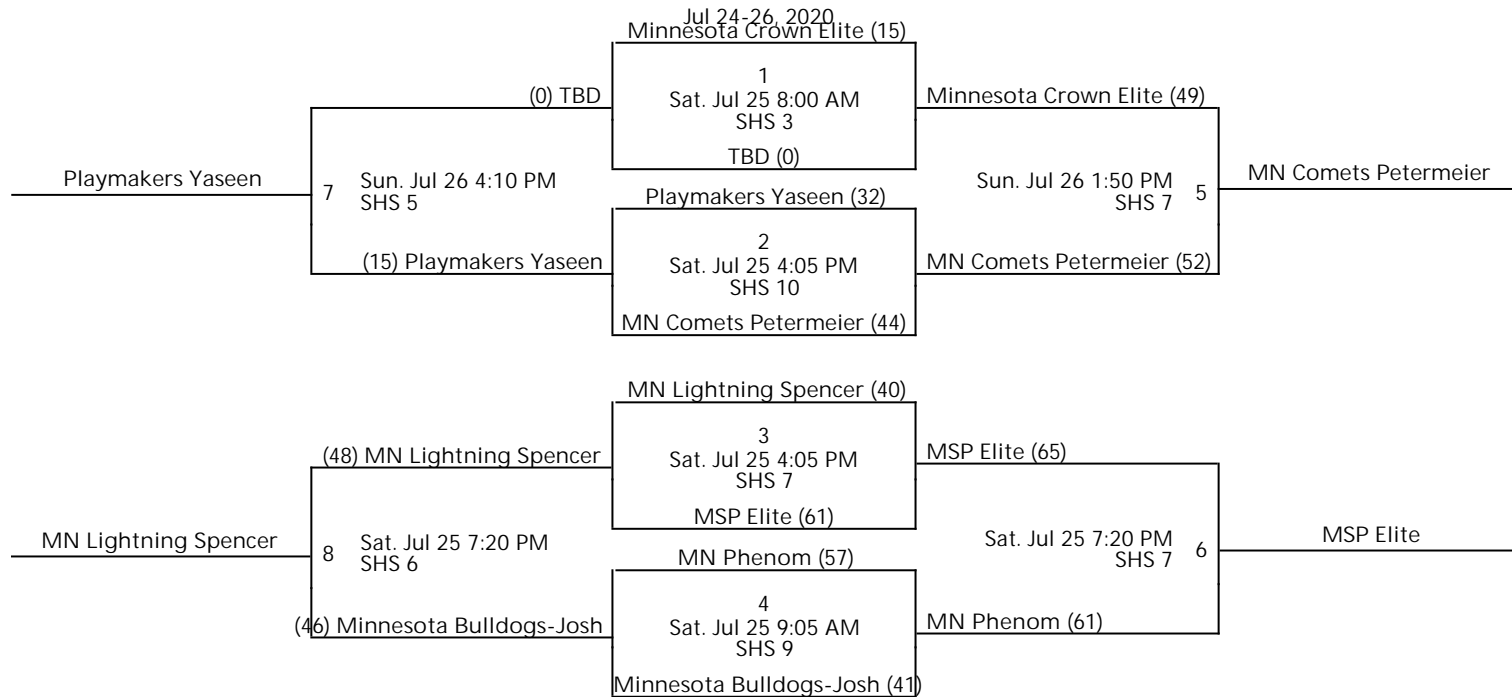 Jul 24-26, 2020
Minnesota Crown Elite (15)
1
Sat. Jul 25 8:00 AM
SHS 3
TBD (0)
(0) TBD
Minnesota Crown Elite (49)
Playmakers Yaseen
7
Sun. Jul 26 4:10 PM
SHS 5
Sun. Jul 26 1:50 PM
SHS 7
5
MN Comets Petermeier
Playmakers Yaseen (32)
2
Sat. Jul 25 4:05 PM
SHS 10
MN Comets Petermeier (44)
(15) Playmakers Yaseen
MN Comets Petermeier (52)
MN Lightning Spencer (40)
3
Sat. Jul 25 4:05 PM
SHS 7
MSP Elite (61)
(48) MN Lightning Spencer
MSP Elite (65)
MN Lightning Spencer
8
Sat. Jul 25 7:20 PM
SHS 6
Sat. Jul 25 7:20 PM
SHS 7
6
MSP Elite
MN Phenom (57)
4
Sat. Jul 25 9:05 AM
SHS 9
Minnesota Bulldogs-Josh (41)
(46) Minnesota Bulldogs-Josh
MN Phenom (61)